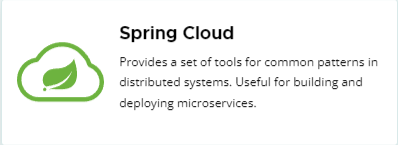 Spring Cloud
Provides a set of tools for common patterns in
distributed systems. Useful for building and
deploying microservices.